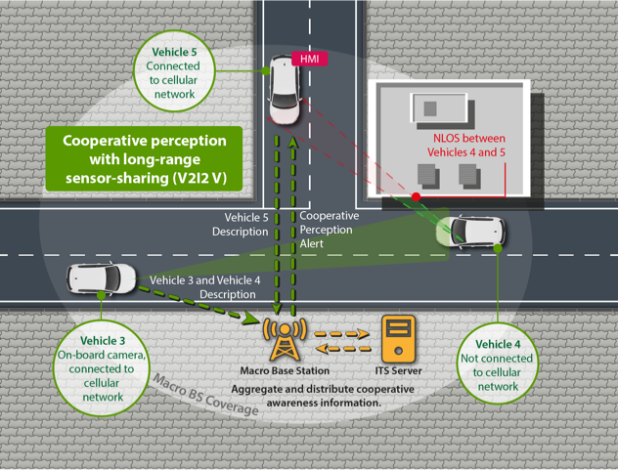 Vehicle 5
Connected
to cellular
network
HMI
NLOS between
Vehicles 4 and 5
Cooperative perception
with long-range
sensor-sharing (V2I2 V)
Vehicle 5
Description
Cooperative
Perception
Alert
Vehicle 3 and Vehicle 4
Description
Vehicle 3
On-board camera,
connected to
cellular
network
Vehicle 4
Not connected
to cellular
network
Macro Base Station
ITS Server
Aggregate and distribute cooperative
awareness information.
Macro BS Coverage